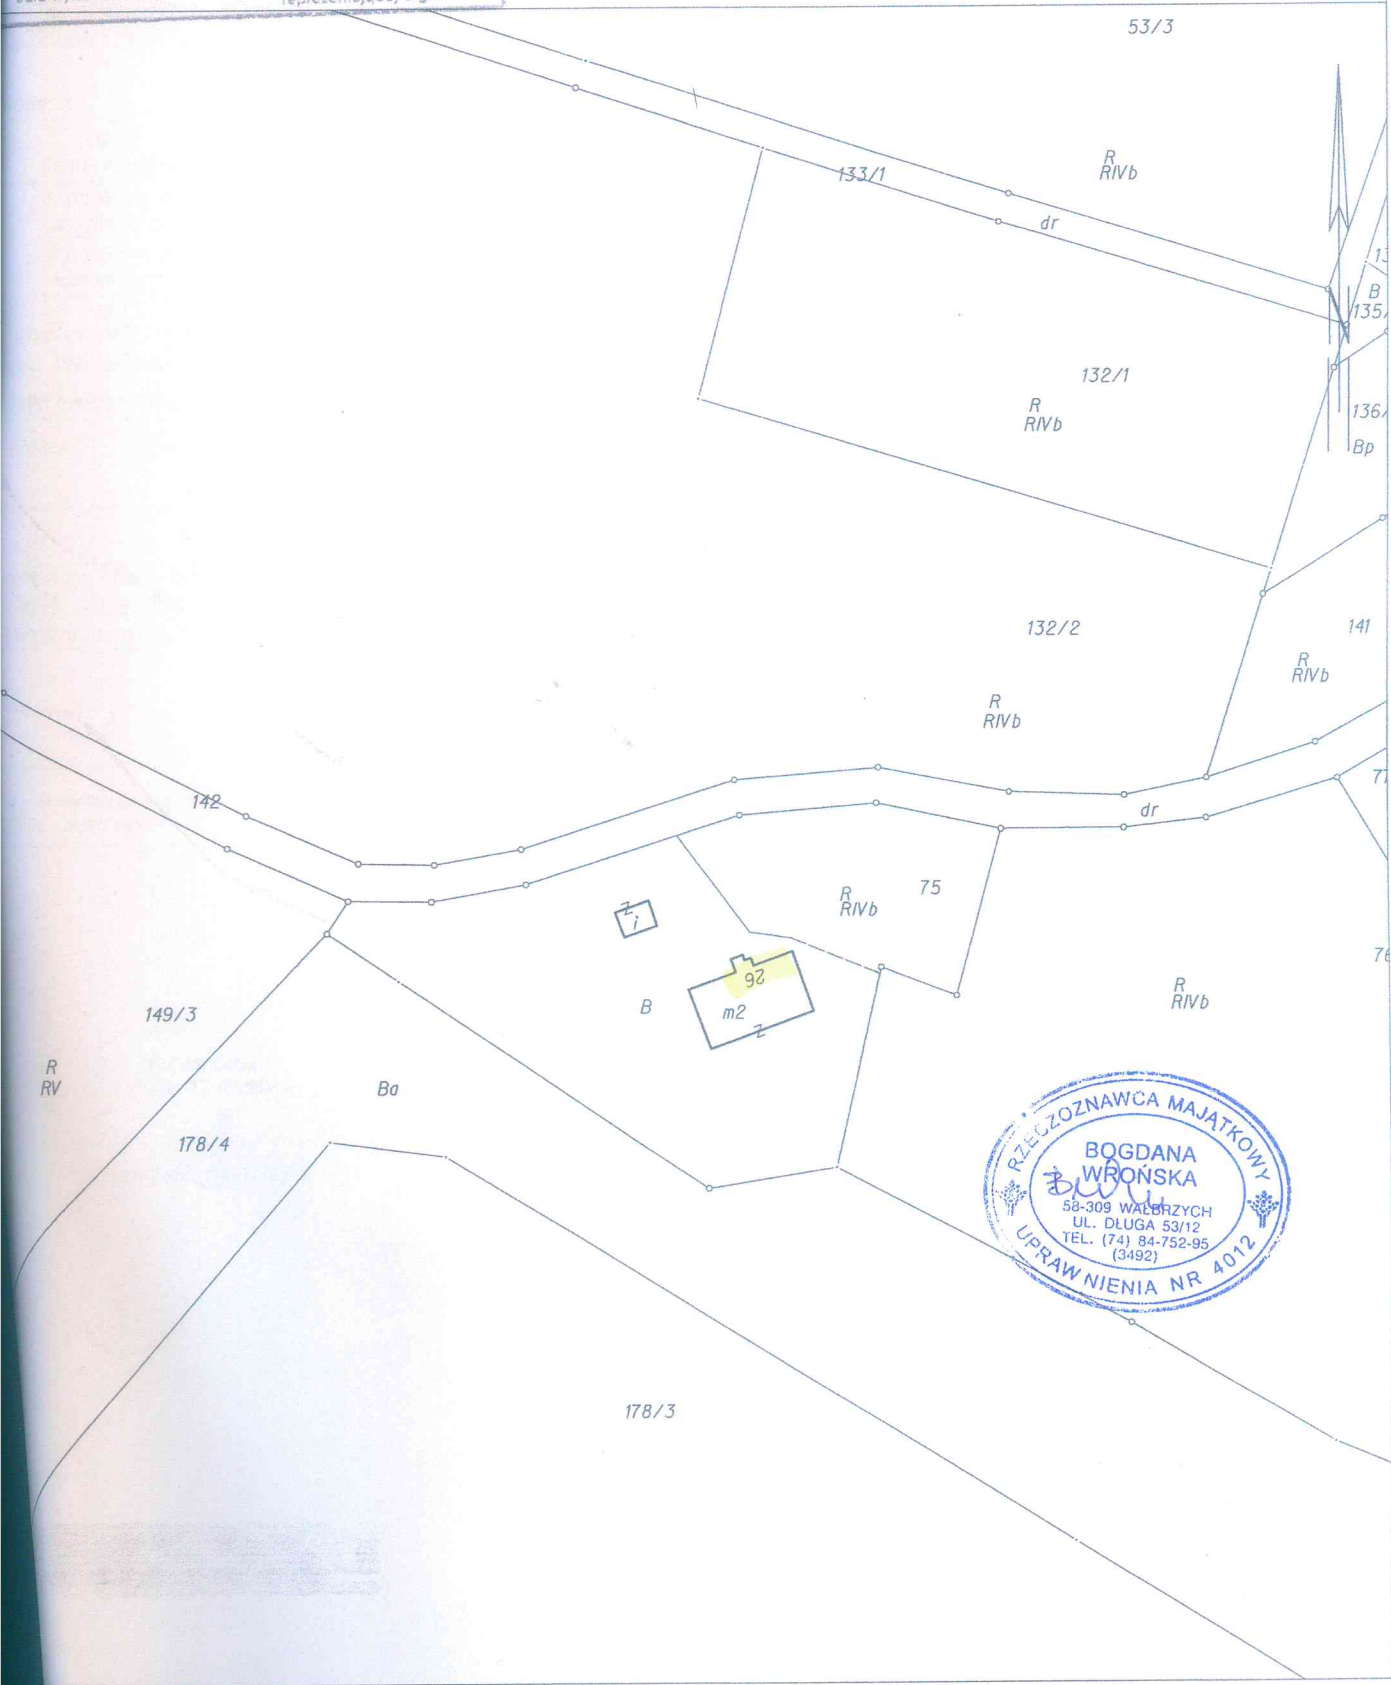 53/3
R
RIVb
133/1
dr
B
135/
132/1
R
RIVb
136/
Bp
132/2
141
R
RIVb
R
RIVb
142
dr
77
75
R
RIVb
z
i
76
26
R
RIVb
B
m2
z
149/3
R
RV
Ba
178/4
RZECZOZNAWCA MAJĄTKOWY
BOGDANA
WROŃSKA
58-309 WAŁBRZYCH
UL. DŁUGA 53/12
TEL. (74) 84-752-95
(3492)
UPRAWNIENIA NR 4012
178/3